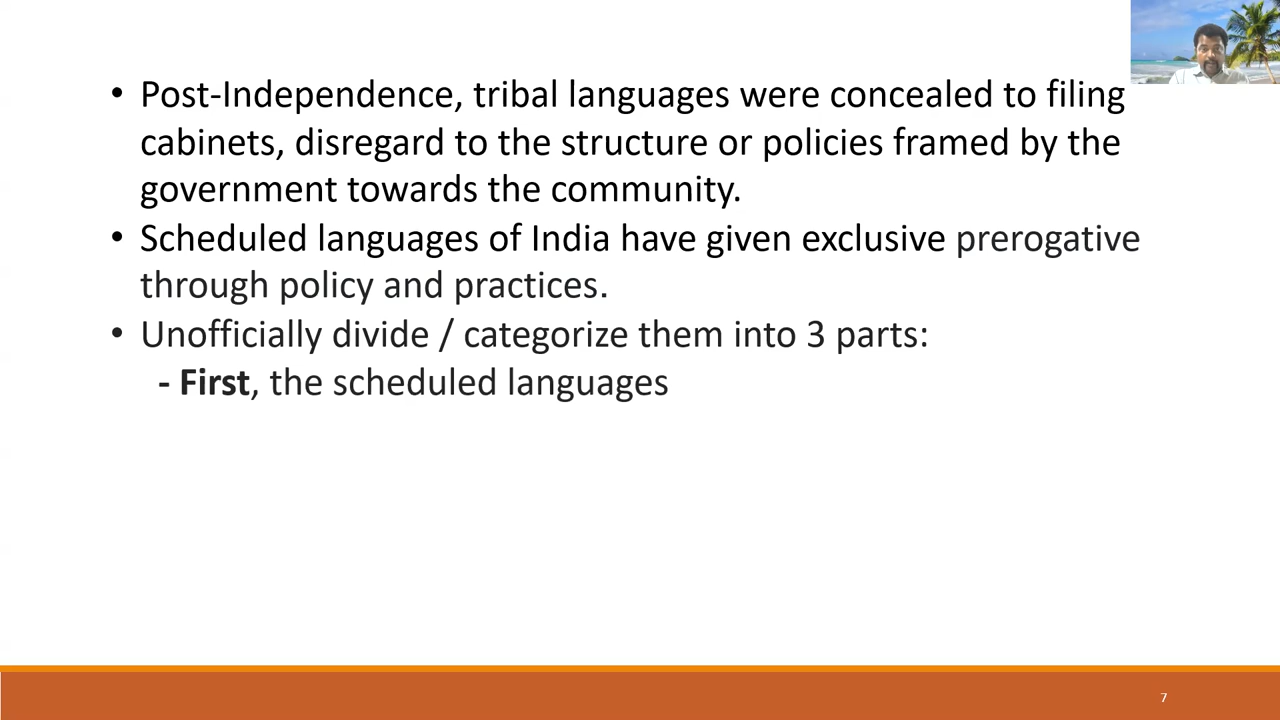 • Post-Independence, tribal languages were concealed to filing
cabinets, disregard to the structure or policies framed by the
government towards the community.
• Scheduled languages of India have given exclusive prerogative
through policy and practices.
• Unofficially divide / categorize them into 3 parts:
- First, the scheduled languages
7